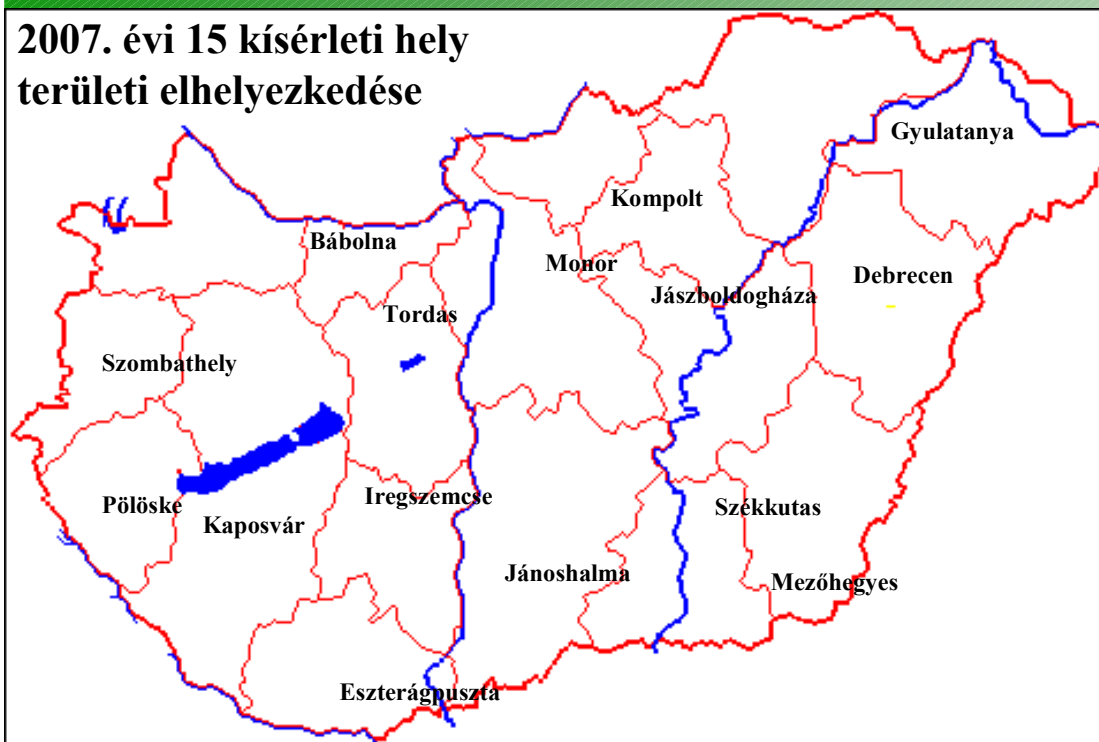 2007. évi 15 kísérleti hely
területi elhelyezkedése
Gyulatanya
Kompolt
Bábolna
Monor
Debrecen
Jászboldogháza
Tordas
Szombathely
Pölöske
Iregszemcse
Székkutas
Kaposvár
Jánoshalma
Mezőhegyes
Eszterágpuszta